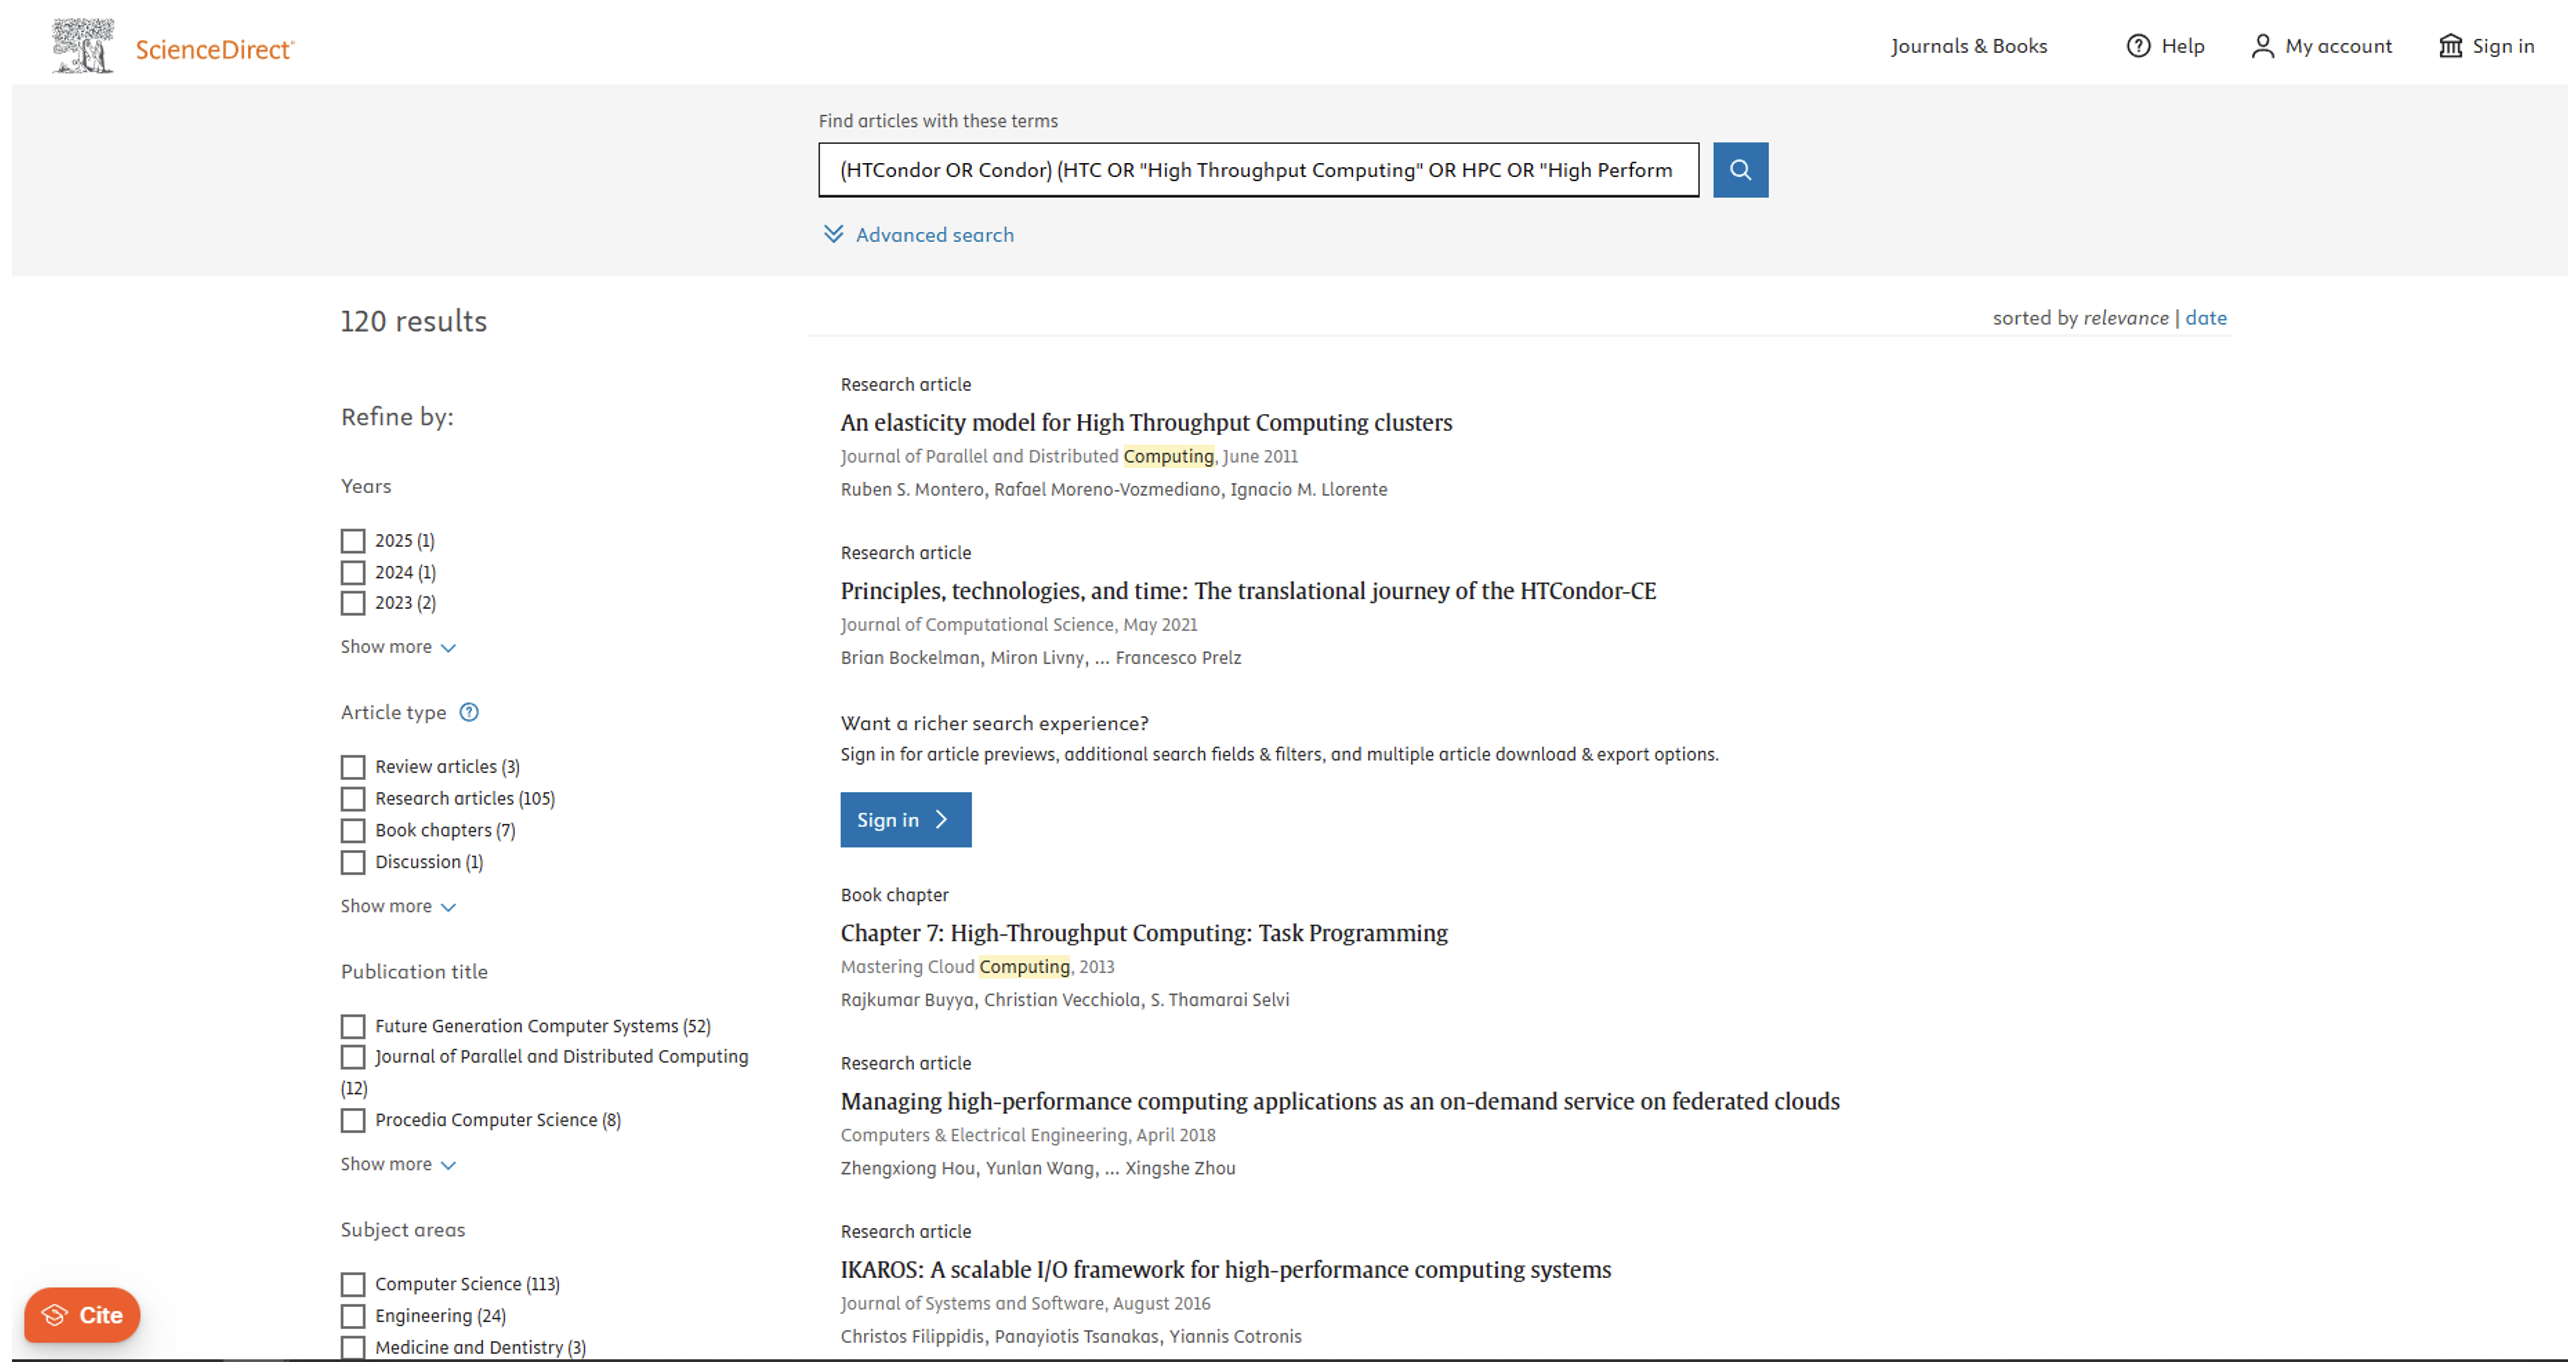 ScienceDirect
Journals & Books
Help
My account
Sign in
Find articles with these terms
(HTCondor OR Condor) (HTC OR "High Throughput Computing" OR HPC OR "High Perform
Advanced search
120 results
sorted by relevance | date
Refine by:
Years
2025 (1)
2024 (1)
2023 (2)
Show more
Article type
Review articles (3)
Research articles (105)
Book chapters (7)
Discussion (1)
Show more
Publication title
Future Generation Computer Systems (52)
Journal of Parallel and Distributed Computing
(12)
Procedia Computer Science (8)
Show more
Subject areas
Computer Science (113)
Engineering (24)
Medicine and Dentistry (3)
Cite
Research article
An elasticity model for High Throughput Computing clusters
Journal of Parallel and Distributed Computing, June 2011
Ruben S. Montero, Rafael Moreno-Vozmediano, Ignacio M. Llorente
Research article
Principles, technologies, and time: The translational journey of the HTCondor-CE
Journal of Computational Science, May 2021
Brian Bockelman, Miron Livny, ... Francesco Prelz
Want a richer search experience?
Sign in for article previews, additional search fields & filters, and multiple article download & export options.
Sign in
Book chapter
Chapter 7: High-Throughput Computing: Task Programming
Mastering Cloud Computing, 2013
Rajkumar Buyya, Christian Vecchiola, S. Thamarai Selvi
Research article
Managing high-performance computing applications as an on-demand service on federated clouds
Computers & Electrical Engineering, April 2018
Zhengxiong Hou, Yunlan Wang, ... Xingshe Zhou
Research article
IKAROS: A scalable I/O framework for high-performance computing systems
Journal of Systems and Software, August 2016
Christos Filippidis, Panayiotis Tsanakas, Yiannis Cotronis